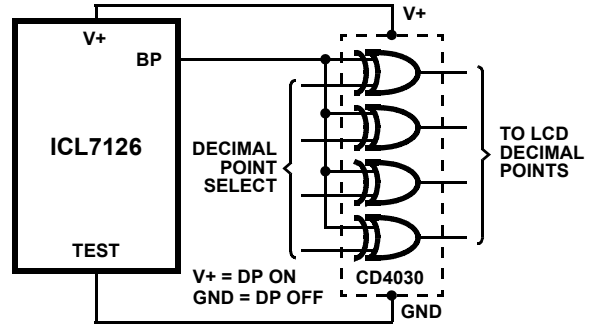 V+
V+
BP
ICL7126
DECIMAL
POINT
SELECT
TO LCD
DECIMAL
POINTS
TEST
V+ = DP ON
GND = DP OFF
CD4030
GND